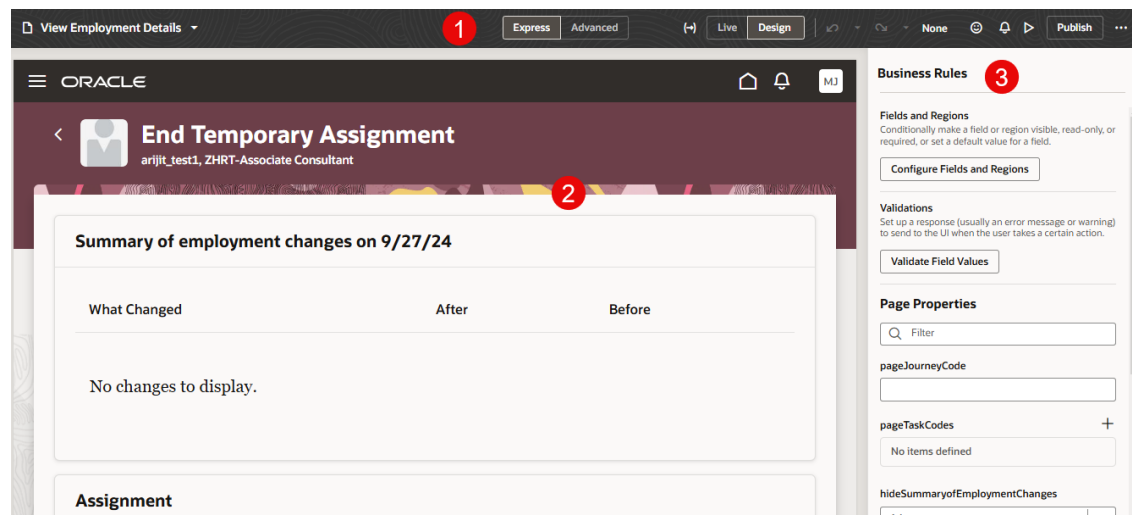 View Employment Details
1
Express Advanced
Live Design
None
Publish
ORACLE
MJ
End Temporary Assignment
arijit_test1, ZHRT-Associate Consultant
2
Summary of employment changes on 9/27/24
What Changed After Before
No changes to display.
Assignment
Business Rules
3
Fields and Regions
Conditionally make a field or region visible, read-only, or
required, or set a default value for a field.
Configure Fields and Regions
Validations
Set up a response (usually an error message or warning)
to send to the UI when the user takes a certain action.
Validate Field Values
Page Properties
Filter
pageJourneyCode
pageTaskCodes
No items defined
hideSummaryofEmploymentChanges